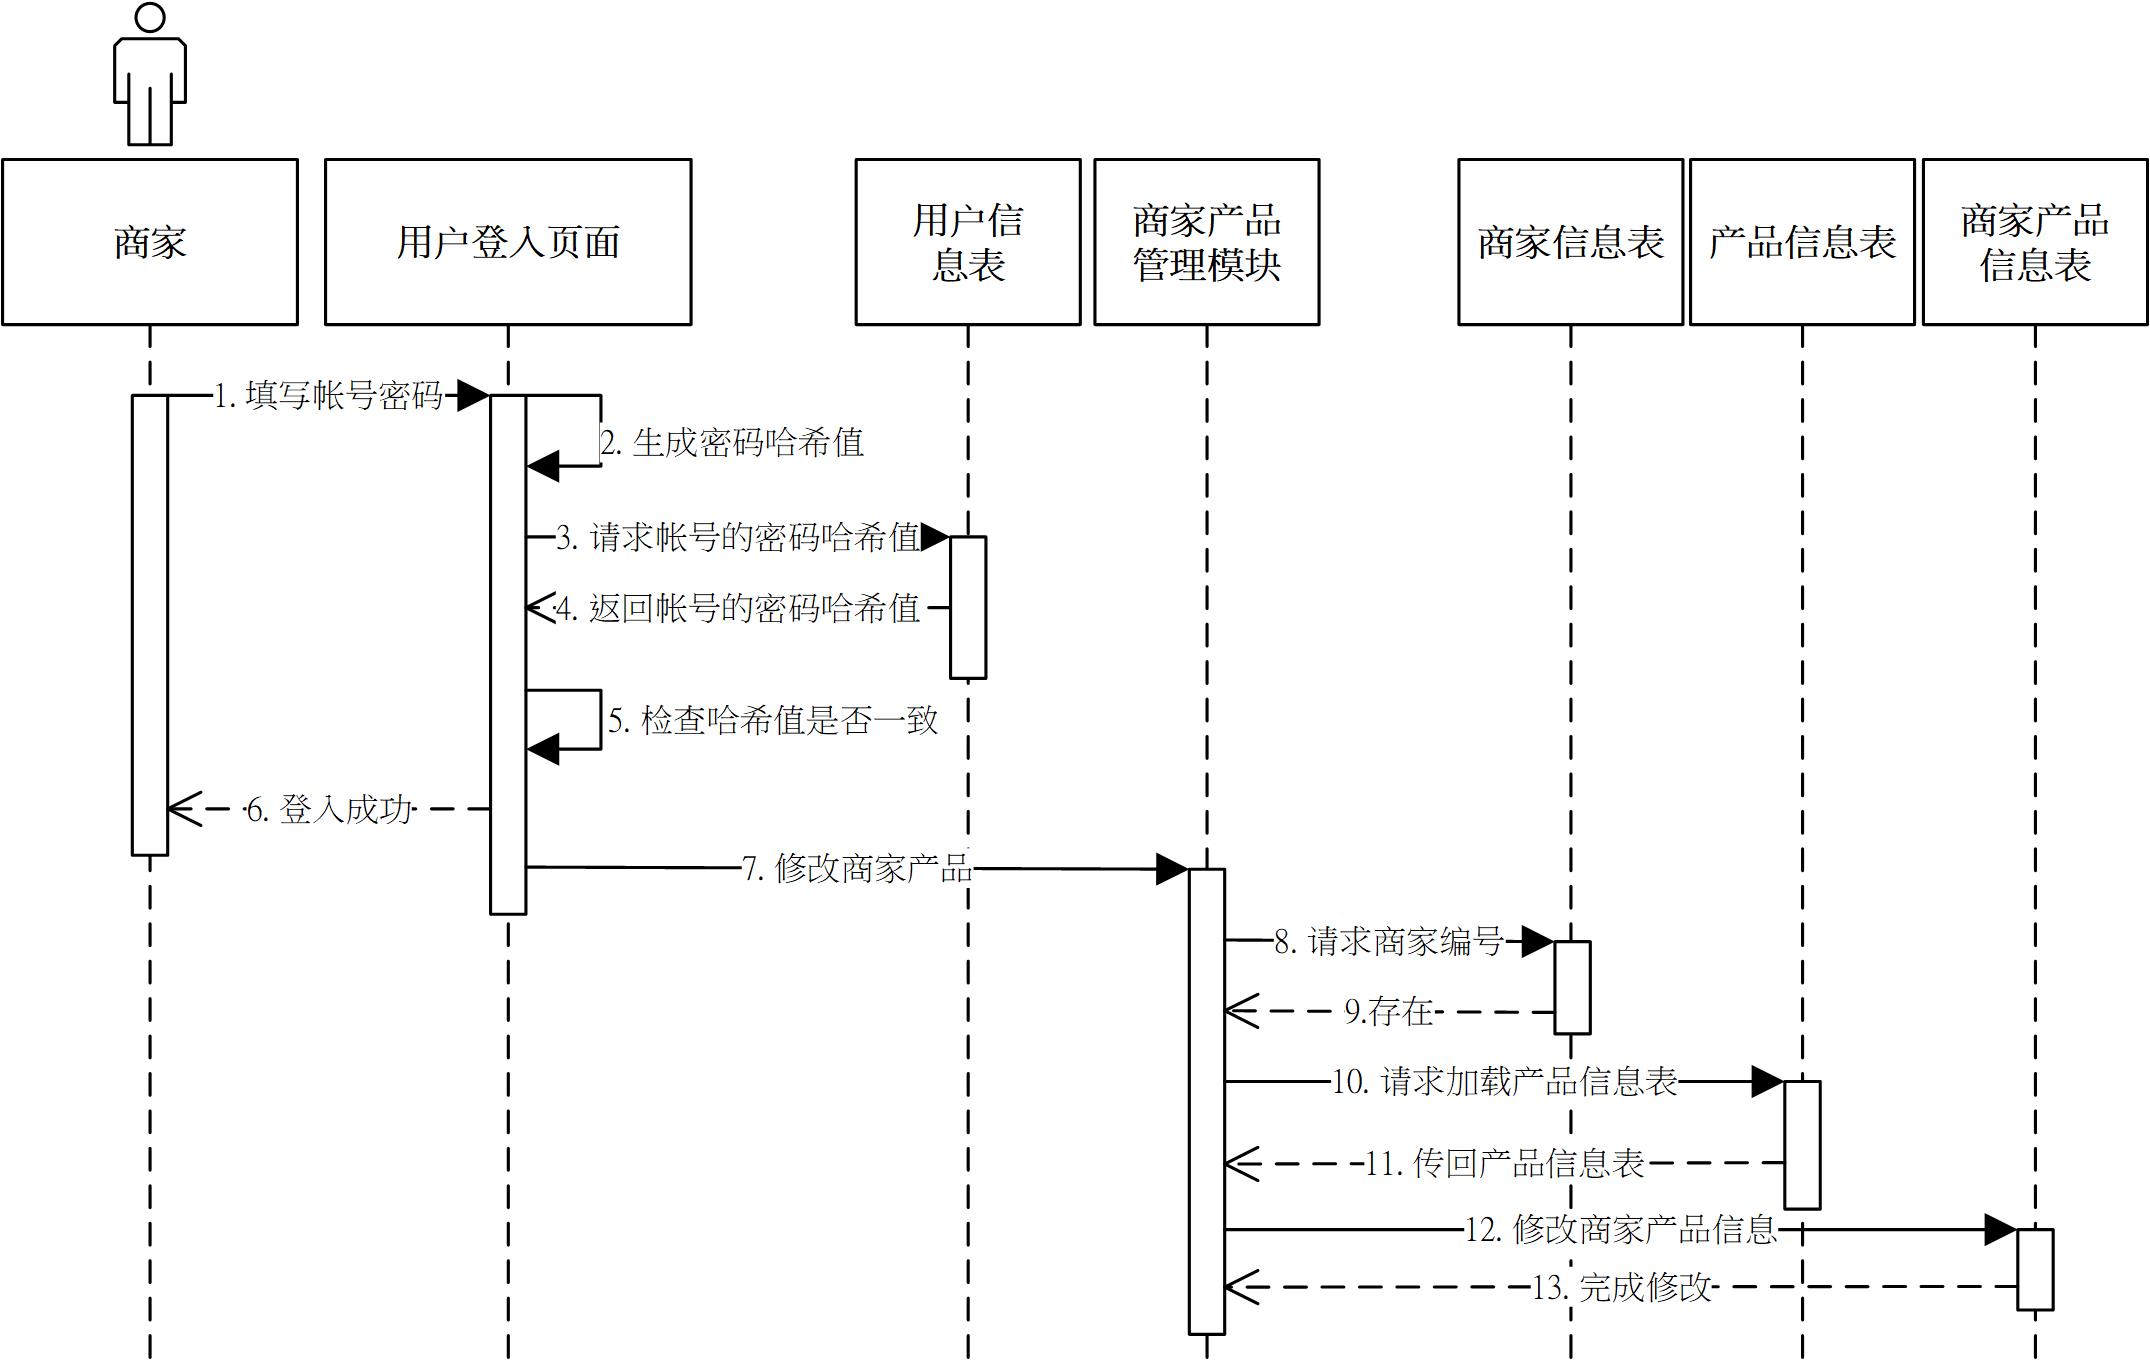 商家
用户登入页面
用户信
息表
商家产品
管理模块
商家信息表
产品信息表
商家产品
信息表
1. 填写帐号密码
2. 生成密码哈希值
3. 请求帐号的密码哈希值
4. 返回帐号的密码哈希值
5. 检查哈希值是否一致
6. 登入成功
7. 修改商家产品
8. 请求商家编号
9.存在
10. 请求加载产品信息表
11. 传回产品信息表
12. 修改商家产品信息
13. 完成修改